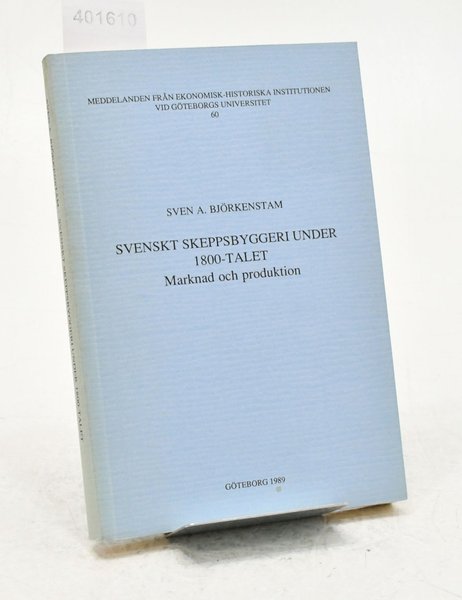 401610
MEDDELANDEN FRÅN EKONOMISK-HISTORISKA INSTITUTIONEN
VID GÖTEBORGS UNIVERSITET
60
SVEN A. BJÖRKENSTAM
SVENSKT SKEPPSBYGGERI UNDER
1800-TALET
Marknad och produktion
GÖTEBORG 1989